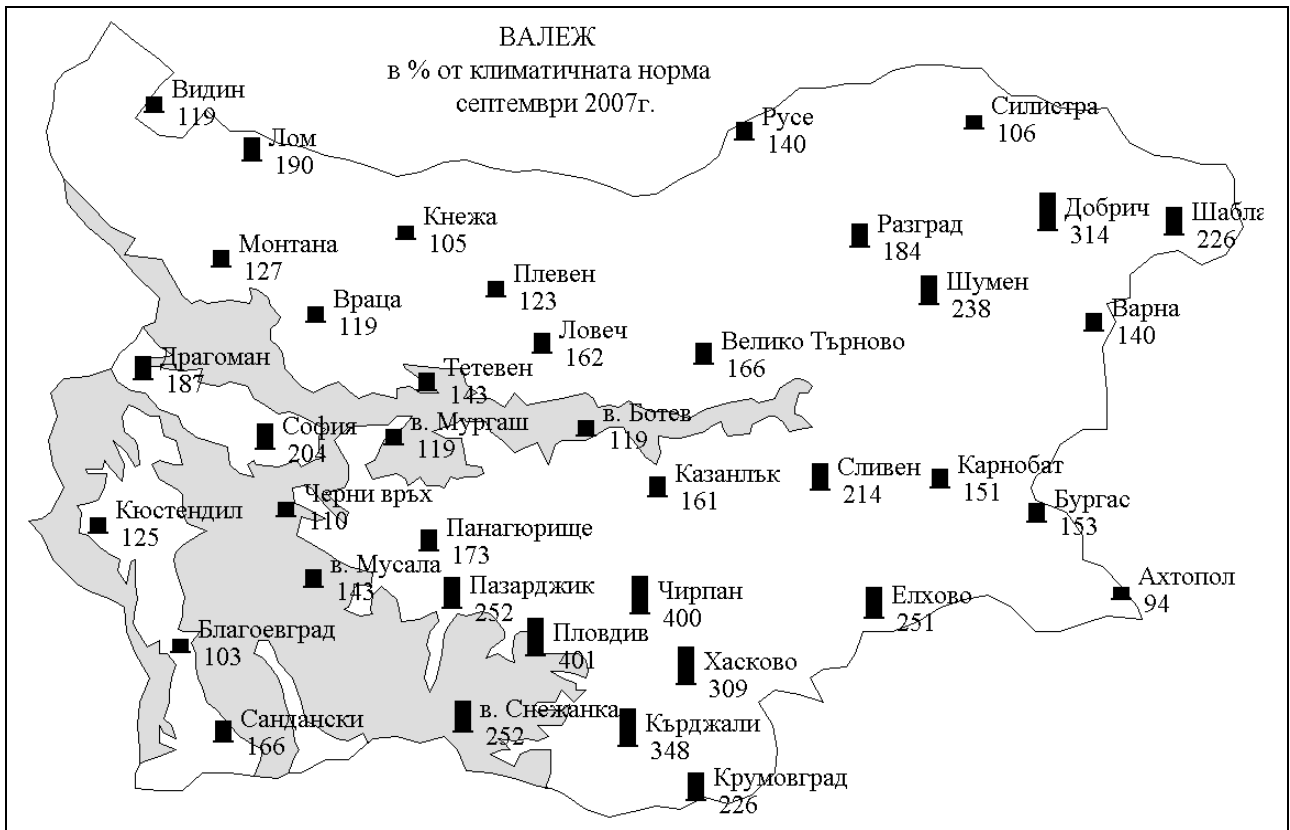 ВАЛЕЖ
в % от климатичната норма
септември 2007г.
Видин
119
Лом
190
Русе
140
Силистра
106
Кнежа
105
Добрич
314
Шабла
226
Разград
184
Монтана
127
Плевен
123
Шумен
238
Враца
119
Варна
140
Ловеч
162
Велико Търново
166
Драгоман
187
Тетевен
143
София
204
в. Мургаш
119
в. Ботев
119
Казанлък
161
Сливен
214
Карнобат
151
Черни връх
110
Кюстендил
125
Бургас
153
Панагюрище
173
в. Мусала
143
Пазарджик
252
Чирпан
400
Елхово
251
Ахтопол
94
Благоевград
103
Пловдив
401
Хасково
309
Сандански
166
в. Снежанка
252
Кърджали
348
Крумовград
226